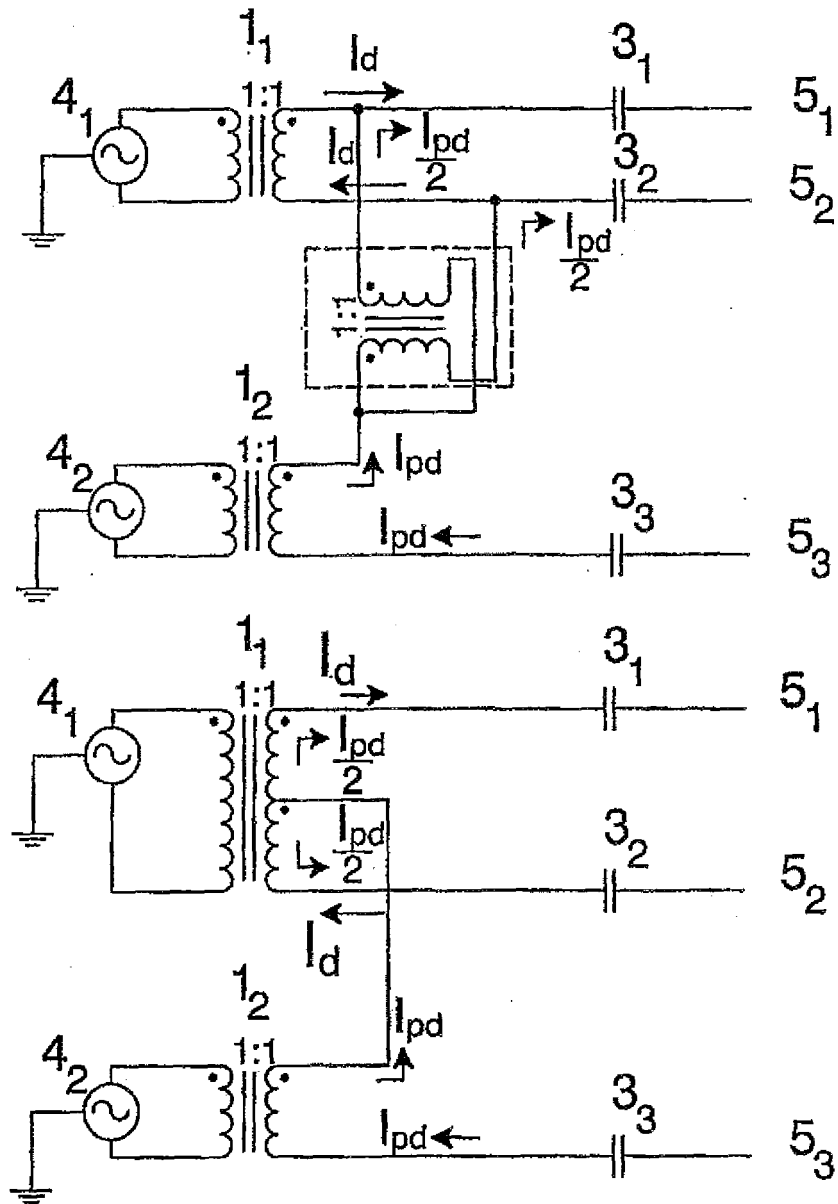 1₁
I_d
3₁
5₁
4₁
1:1
I_pd/2
I_d
3₂
5₂
I_pd/2
1:1
1₂
4₂
1:1
I_pd
I_pd
3₃
5₃
1₁
I_d
3₁
5₁
4₁
1:1
I_pd/2
I_pd/2
3₂
5₂
I_d
1₂
I_pd
4₂
1:1
I_pd
3₃
5₃